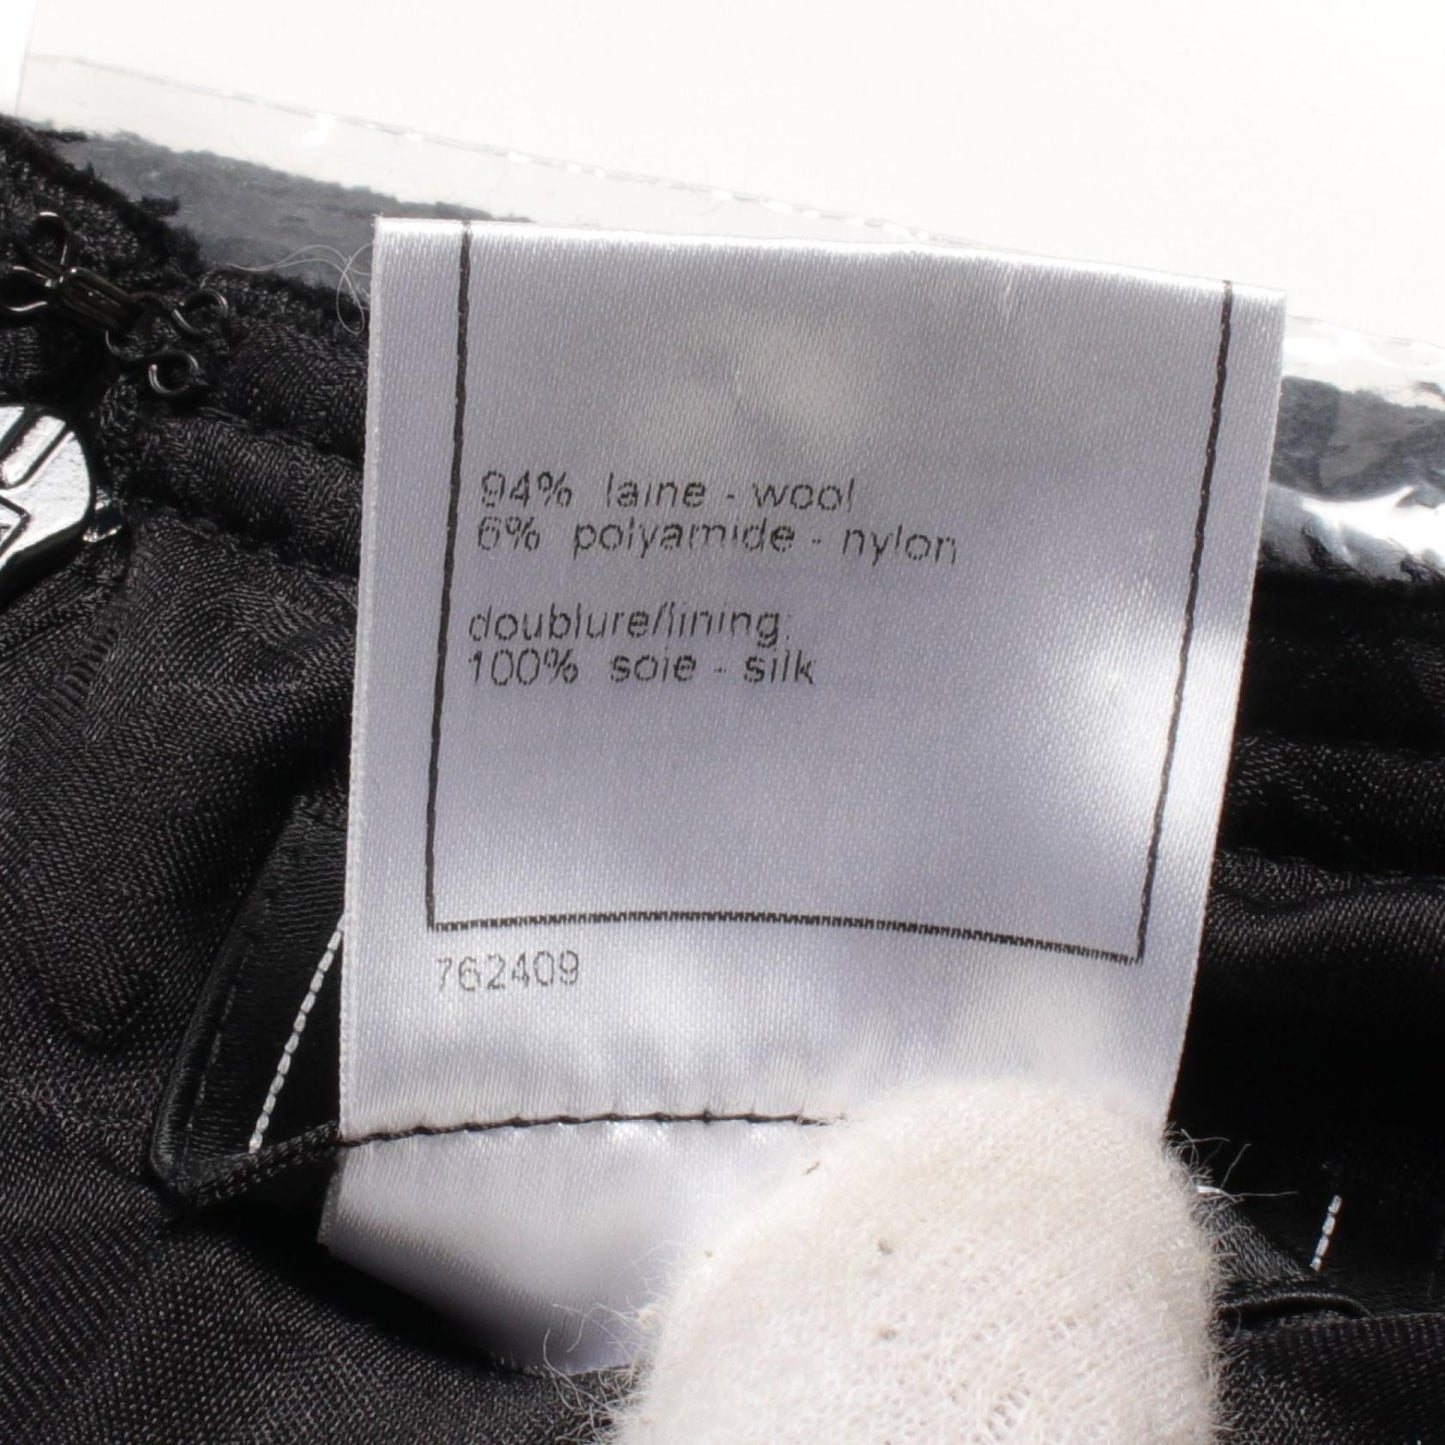 94% laine - wool
6% polyamide - nylon
doublure/lining:
100% soie - silk
762409